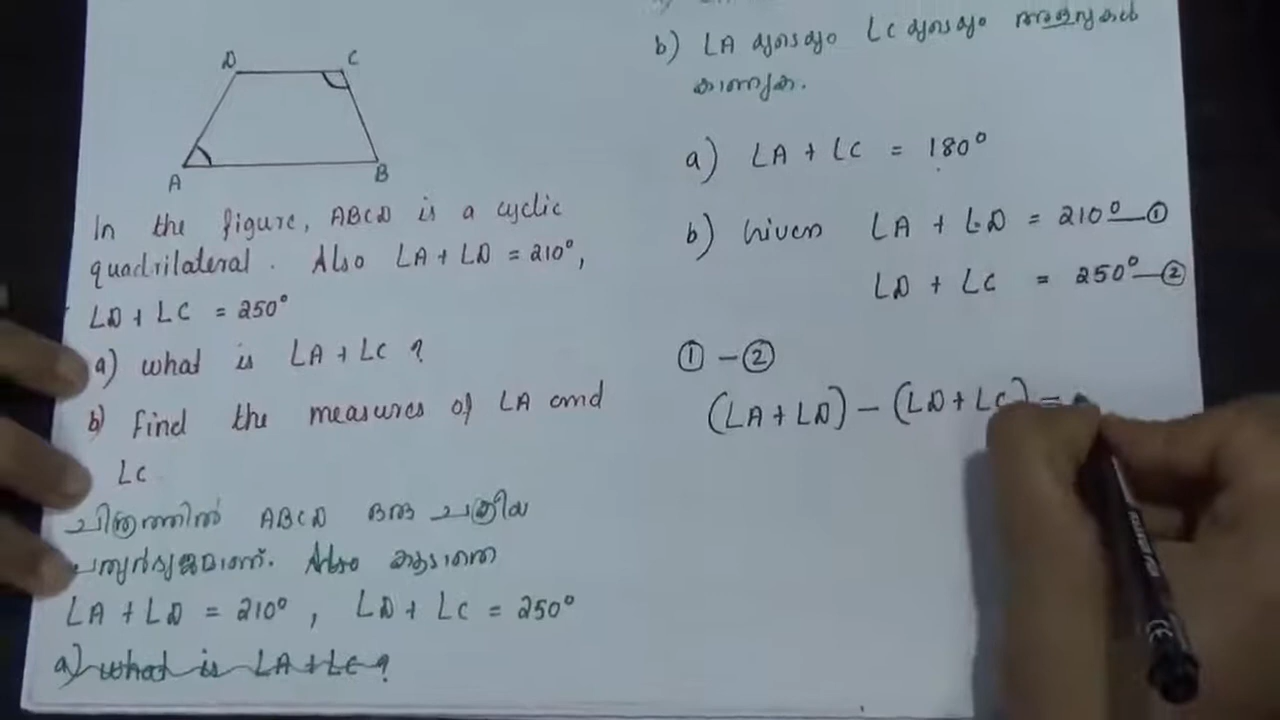 D C
A B
In the figure, ABCD is a cyclic
quadrilateral. Also ∠A + ∠D = 210°,
∠D + ∠C = 250°
a) what is ∠A + ∠C ?
b) Find the measures of ∠A and
∠C
ചിത്രത്തിൽ ABCD ഒരു ചക്രീയ
ചതുർഭുജമാണ്. Also കൂടാതെ
∠A + ∠D = 210° , ∠D + ∠C = 250°
a) what is ∠A + ∠C ?
b) ∠A യുടെയും ∠C യുടെയും അളവുകൾ
കാണുക.
a) ∠A + ∠C = 180°
b) Given ∠A + ∠D = 210° — ①
∠D + ∠C = 250° — ②
① - ②
(∠A + ∠D) - (∠D + ∠C) =